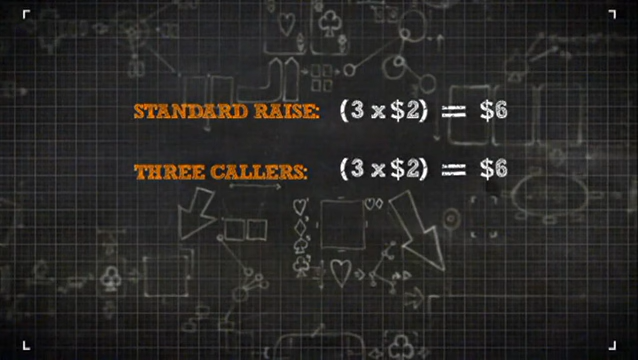 STANDARD RAISE: (3 x $2) = $6
THREE CALLERS: (3 x $2) = $6